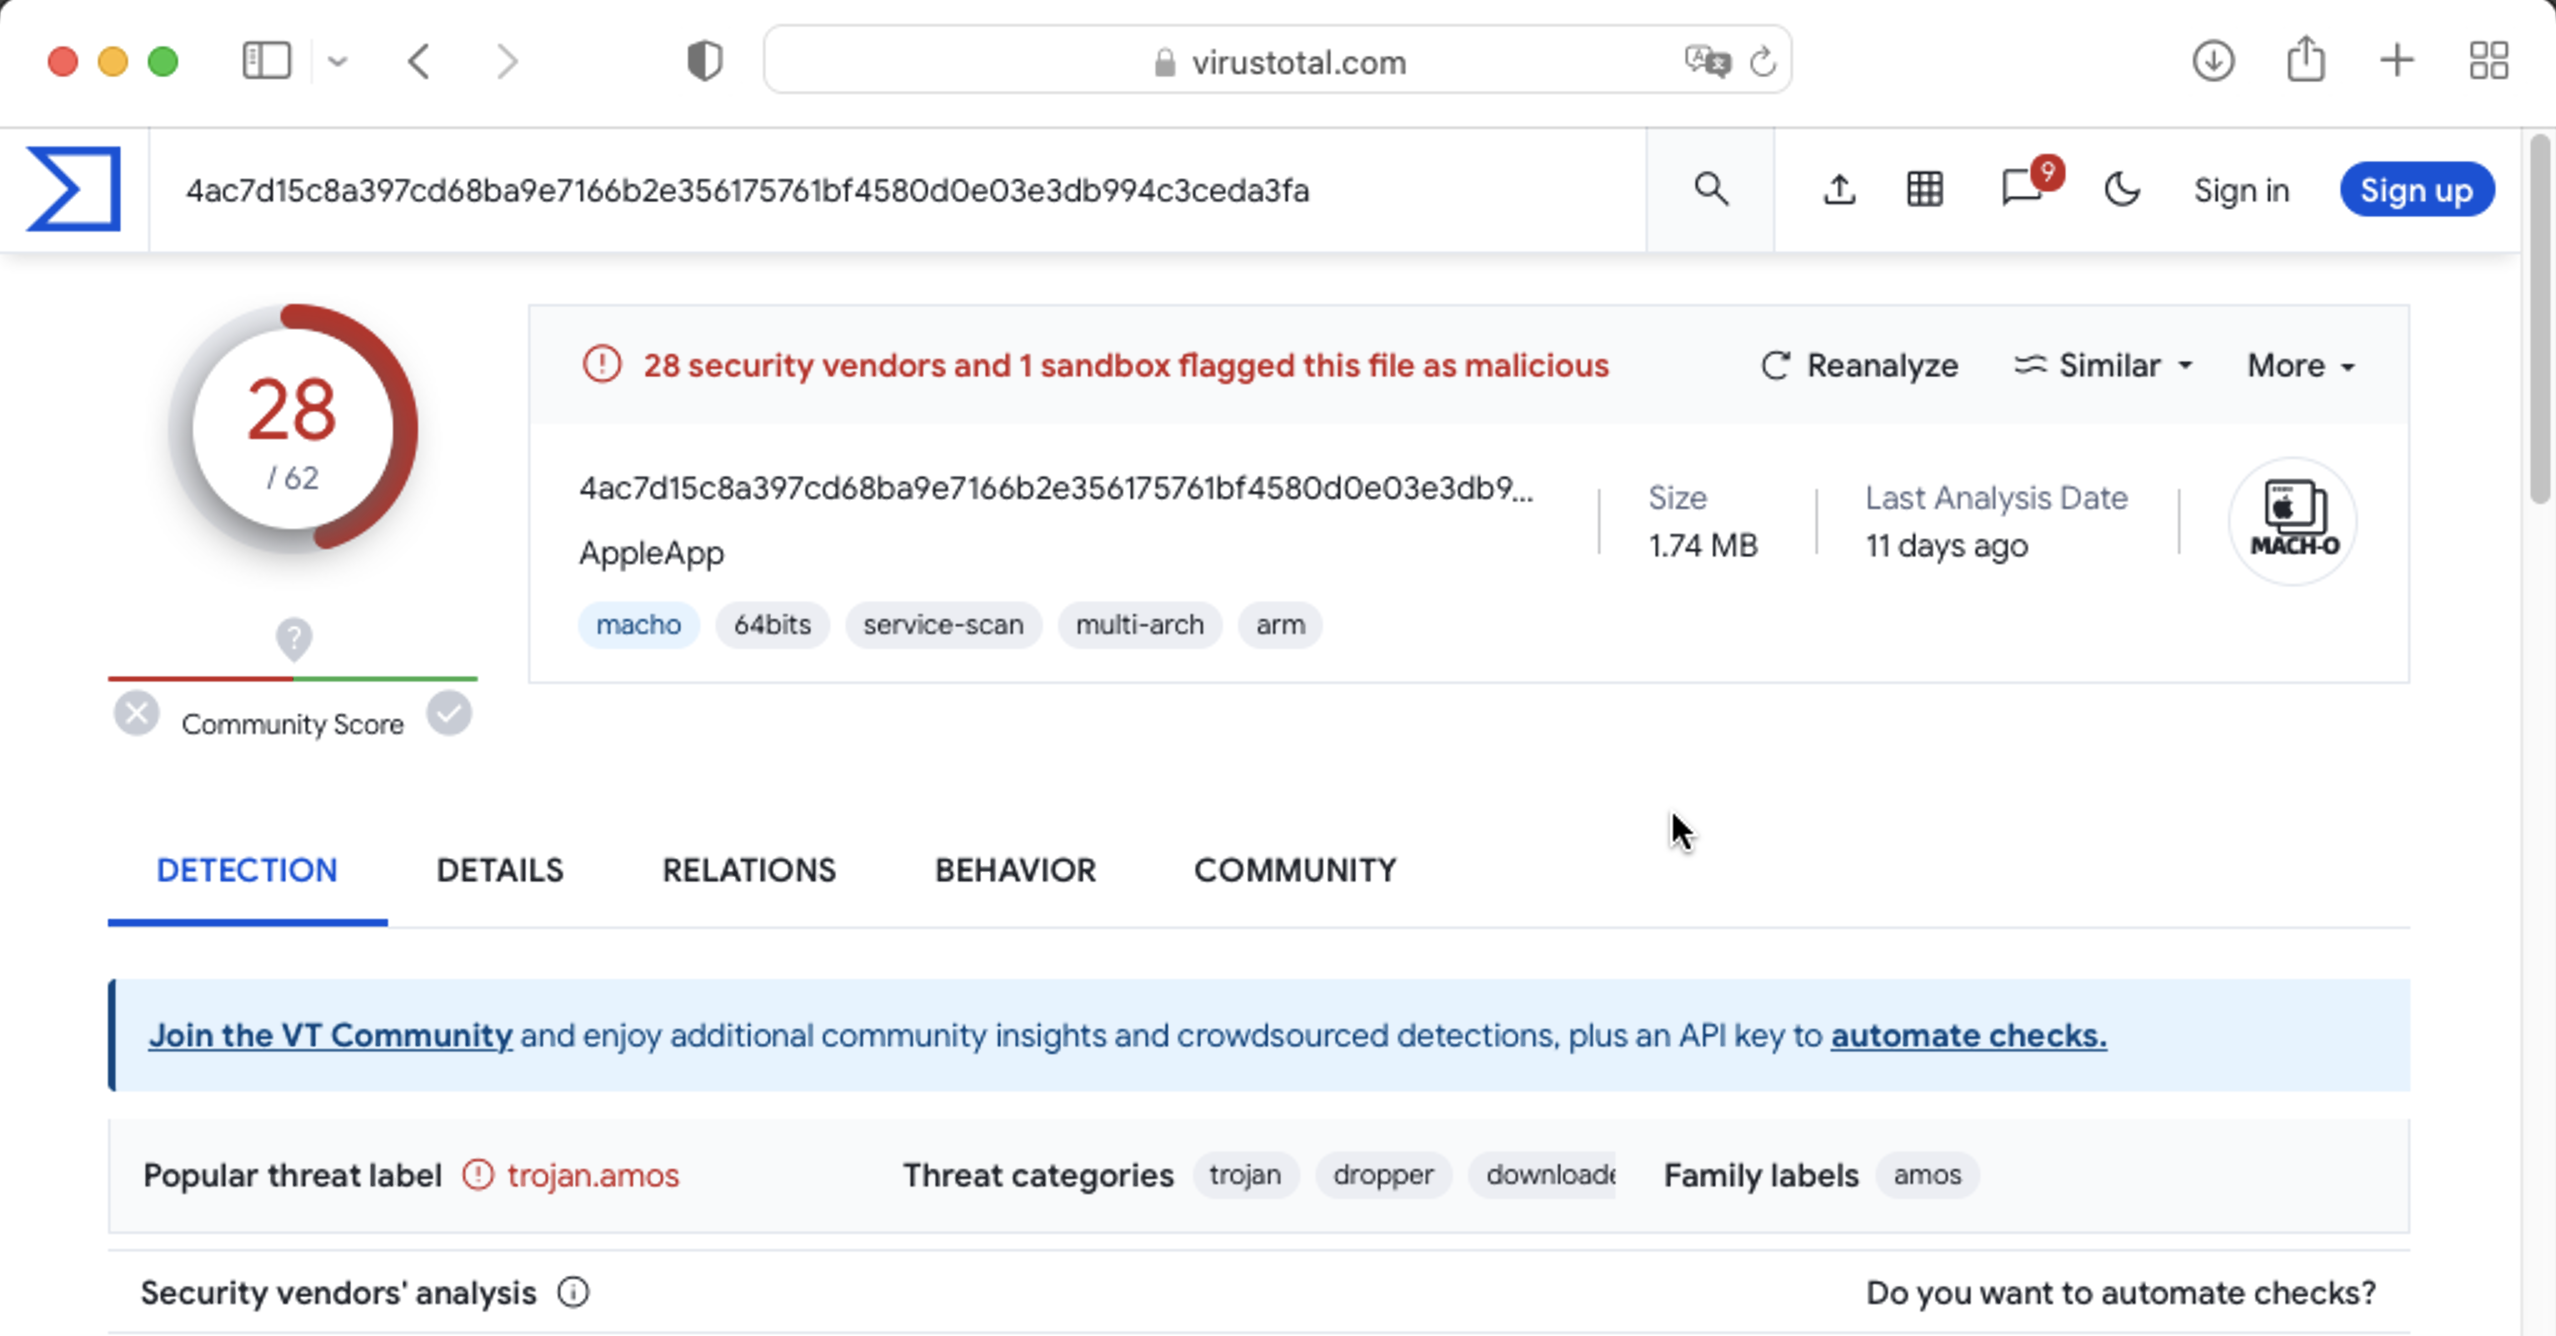 virustotal.com
4ac7d15c8a397cd68ba9e7166b2e356175761bf4580d0e03e3db994c3ceda3fa
9
Sign in
Sign up
28
/ 62
Community Score
28 security vendors and 1 sandbox flagged this file as malicious
Reanalyze
Similar
More
4ac7d15c8a397cd68ba9e7166b2e356175761bf4580d0e03e3db9...
AppleApp
macho 64bits service-scan multi-arch arm
Size
1.74 MB
Last Analysis Date
11 days ago
MACH-O
DETECTION DETAILS RELATIONS BEHAVIOR COMMUNITY
Join the VT Community and enjoy additional community insights and crowdsourced detections, plus an API key to automate checks.
Popular threat label trojan.amos Threat categories trojan dropper downloade Family labels amos
Security vendors' analysis Do you want to automate checks?